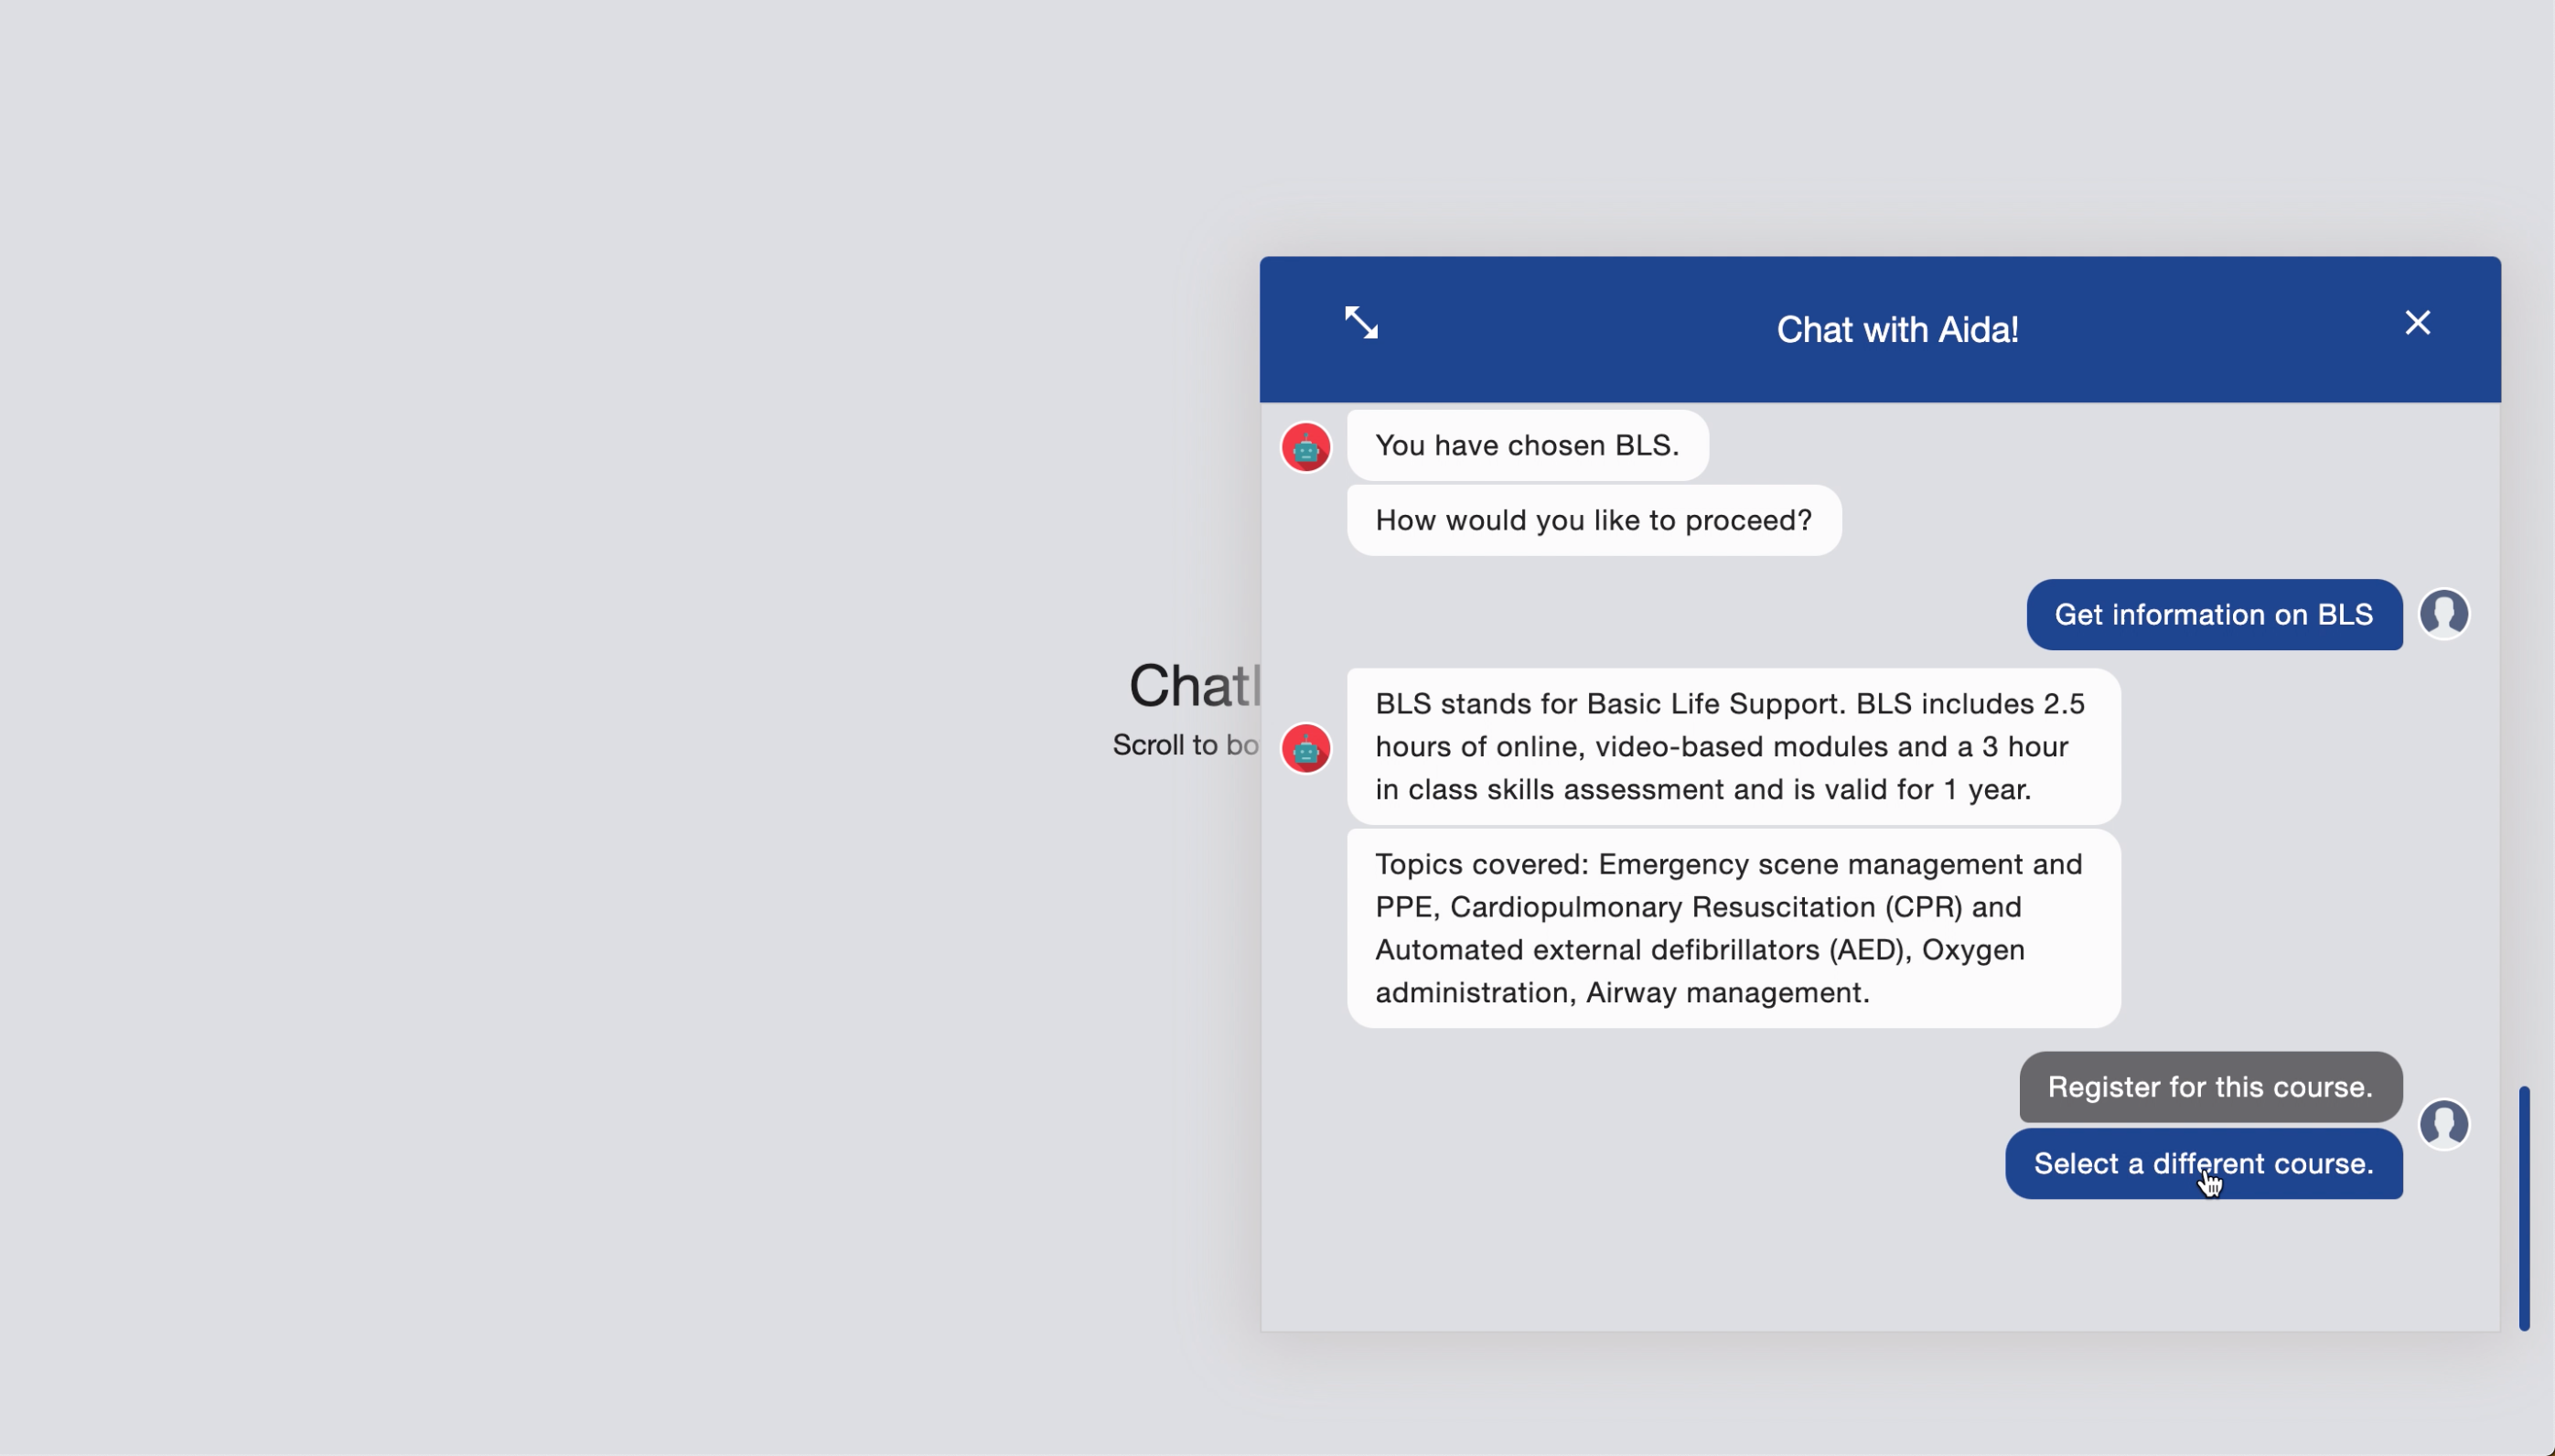 Chat with Aida!
You have chosen BLS.
How would you like to proceed?
Get information on BLS
BLS stands for Basic Life Support. BLS includes 2.5
hours of online, video-based modules and a 3 hour
in class skills assessment and is valid for 1 year.
Topics covered: Emergency scene management and
PPE, Cardiopulmonary Resuscitation (CPR) and
Automated external defibrillators (AED), Oxygen
administration, Airway management.
Register for this course.
Select a different course.
Scroll to